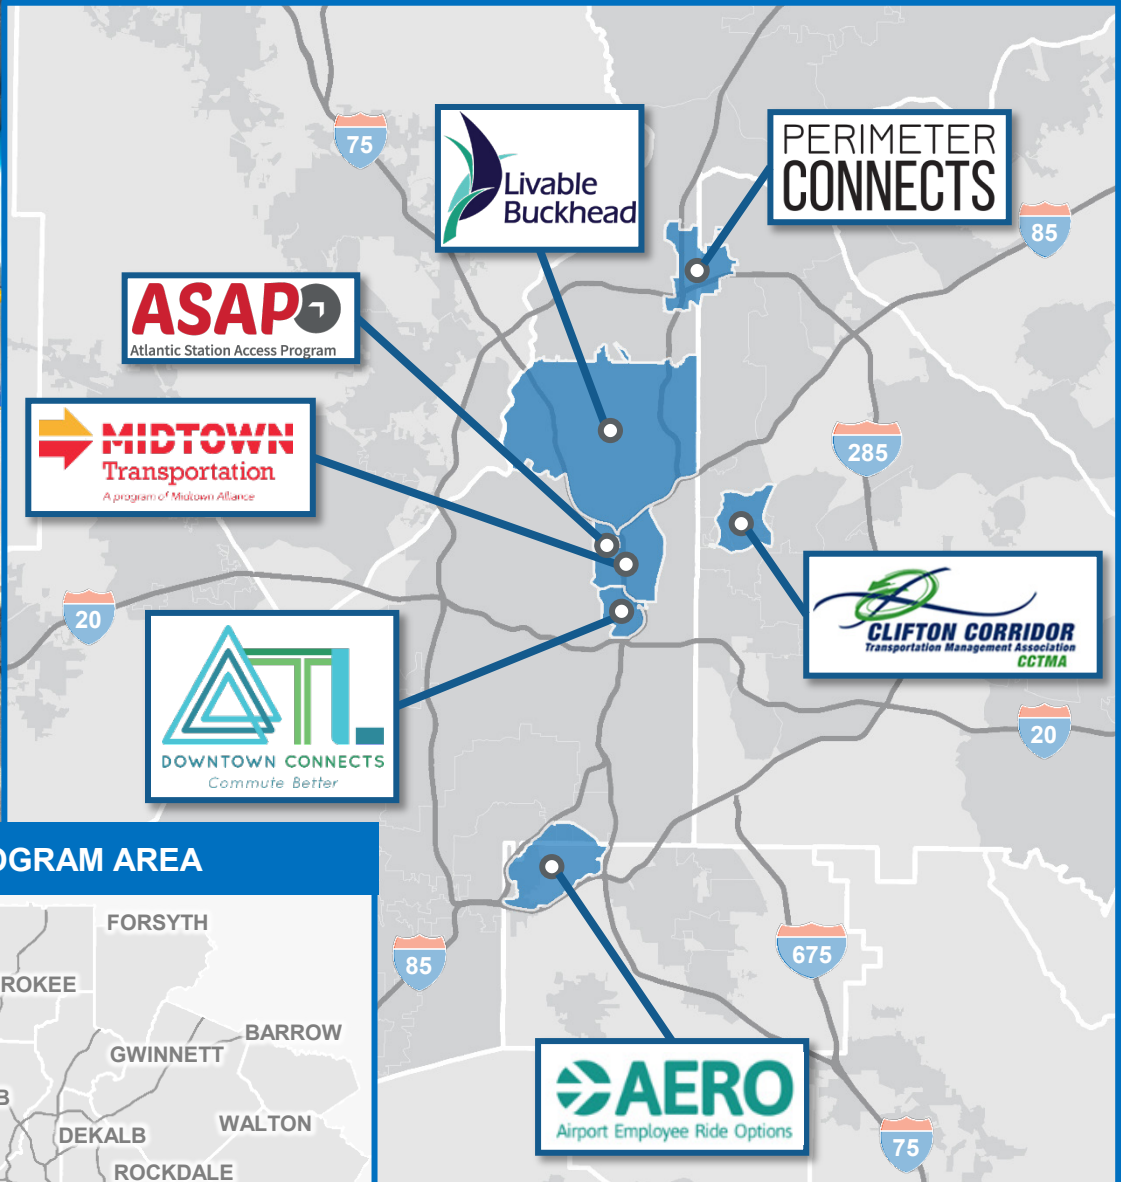 75
Livable
Buckhead
PERIMETER
CONNECTS
85
ASAP
Atlantic Station Access Program
MIDTOWN
Transportation
A program of Midtown Alliance
285
20
CLIFTON CORRIDOR
Transportation Management Association
CCTMA
ATL
DOWNTOWN CONNECTS
Commute Better
20
OGRAM AREA
FORSYTH
ROKEE
BARROW
GWINNETT
B
WALTON
DEKALB
ROCKDALE
85
675
AERO
Airport Employee Ride Options
75